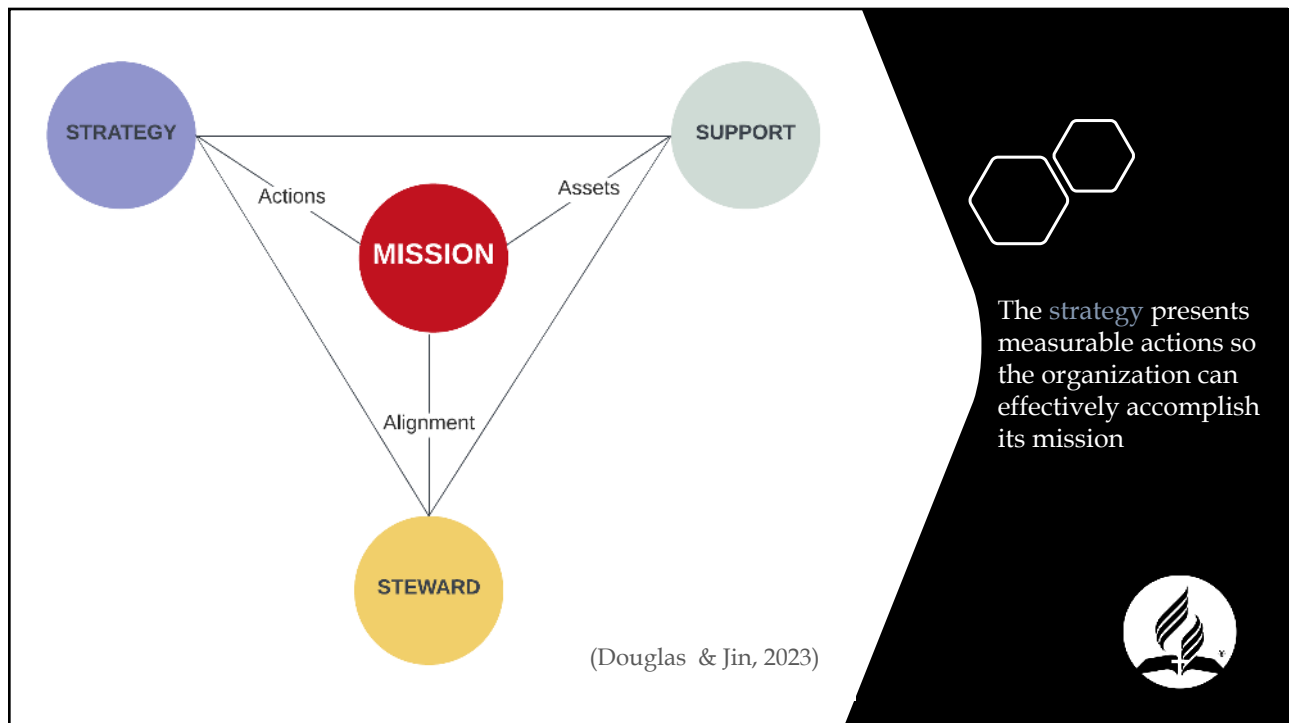 STRATEGY
SUPPORT
Actions
Assets
MISSION
Alignment
STEWARD
(Douglas & Jin, 2023)
The strategy presents
measurable actions so
the organization can
effectively accomplish
its mission